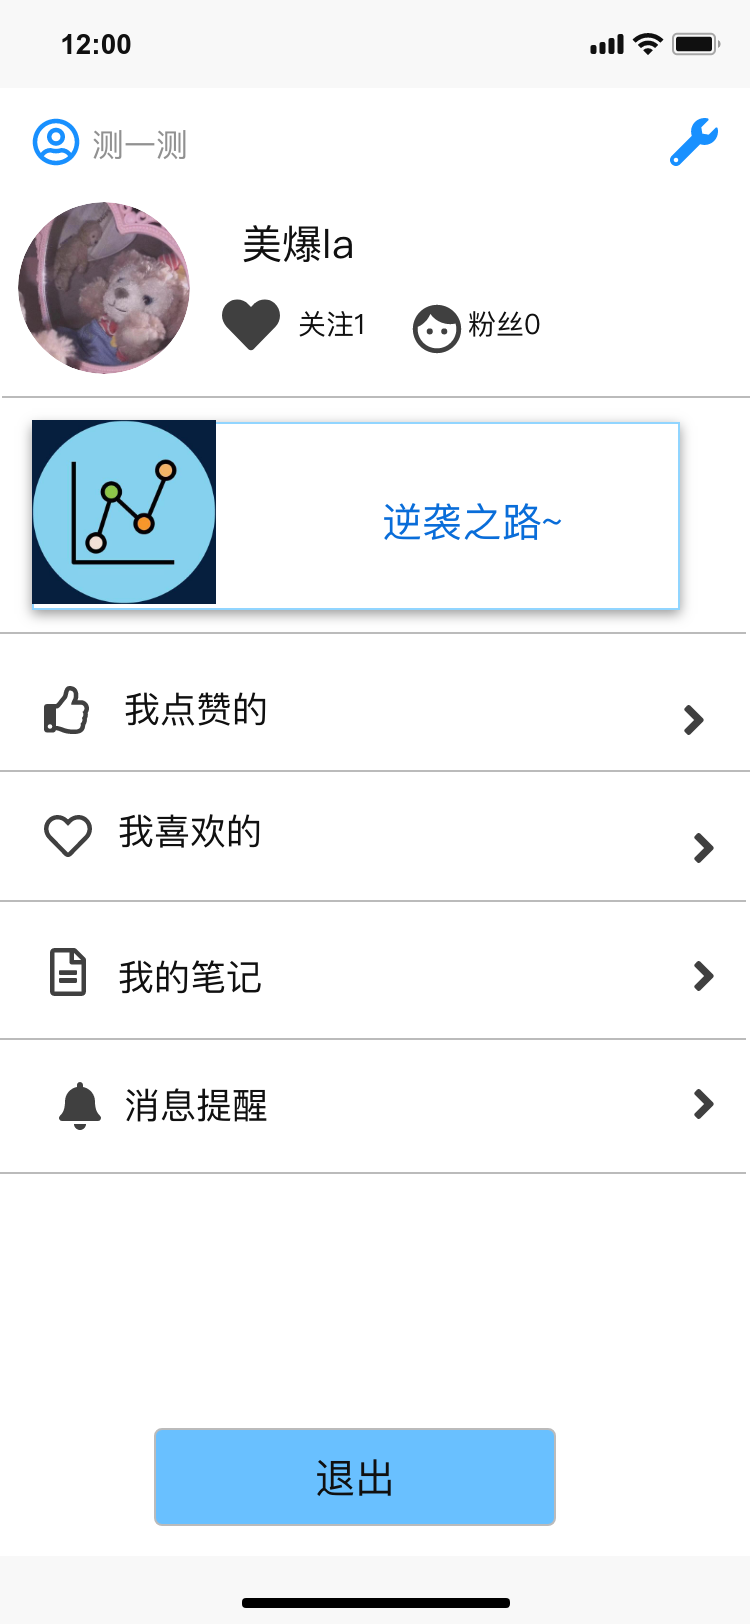 12:00
测一测
美爆la
关注1 粉丝0
逆袭之路~
我点赞的
我喜欢的
我的笔记
消息提醒
退出